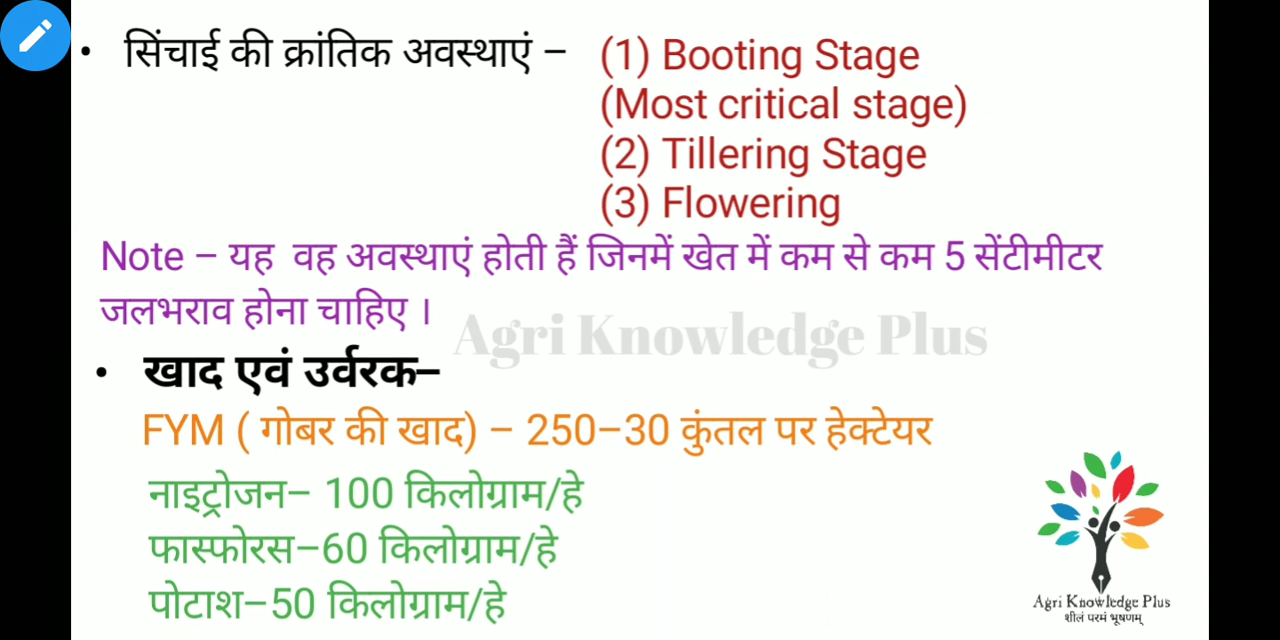 • सिंचाई की क्रांतिक अवस्थाएं – (1) Booting Stage
(Most critical stage)
(2) Tillering Stage
(3) Flowering
Note – यह वह अवस्थाएं होती हैं जिनमें खेत में कम से कम 5 सेंटीमीटर
जलभराव होना चाहिए ।
Agri Knowledge Plus
• खाद एवं उर्वरक–
FYM ( गोबर की खाद) – 250–30 कुंतल पर हेक्टेयर
नाइट्रोजन– 100 किलोग्राम/हे
फास्फोरस–60 किलोग्राम/हे
पोटाश–50 किलोग्राम/हे
Agri Knowledge Plus
शीलं परमं भूषणम्